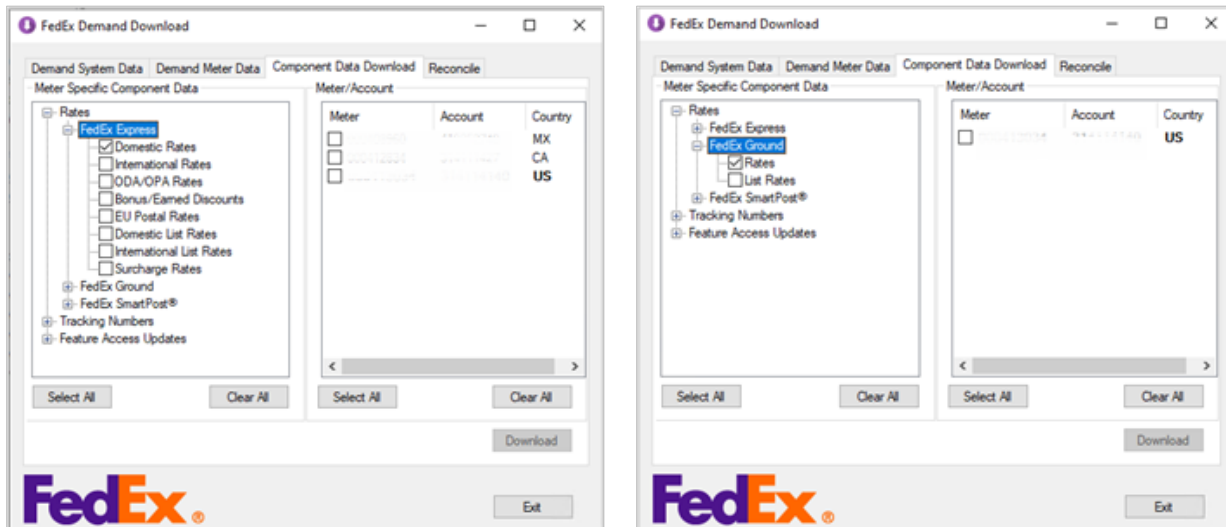 FedEx Demand Download
Demand System Data Demand Meter Data Component Data Download Reconcile
Meter Specific Component Data
Rates
FedEx Express
Domestic Rates
International Rates
ODA/OPA Rates
Bonus/Earned Discounts
EU Postal Rates
Domestic List Rates
International List Rates
Surcharge Rates
FedEx Ground
FedEx SmartPost®
Tracking Numbers
Feature Access Updates
Select All Clear All
Meter/Account
Meter Account Country
MX
CA
US
Select All Clear All
Download
FedEx®
Exit
FedEx Demand Download
Demand System Data Demand Meter Data Component Data Download Reconcile
Meter Specific Component Data
Rates
FedEx Express
FedEx Ground
Rates
List Rates
FedEx SmartPost®
Tracking Numbers
Feature Access Updates
Select All Clear All
Meter/Account
Meter Account Country
US
Select All Clear All
Download
FedEx®
Exit